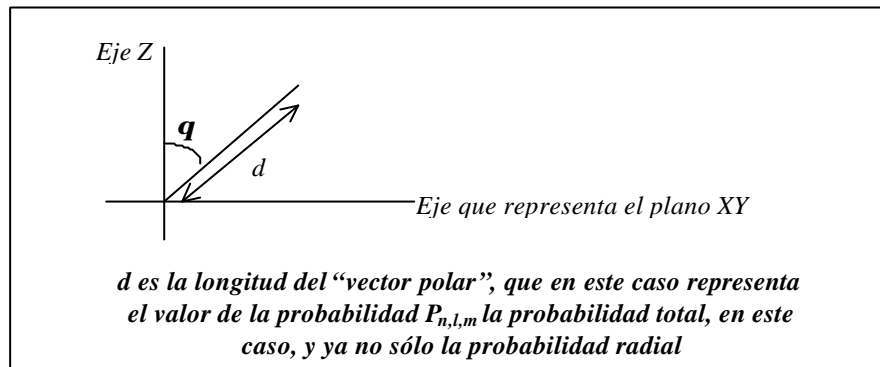 Eje Z
q
d
Eje que representa el plano XY
d es la longitud del “vector polar”, que en este caso representa
el valor de la probabilidad Pn,l,m la probabilidad total, en este
caso, y ya no sólo la probabilidad radial